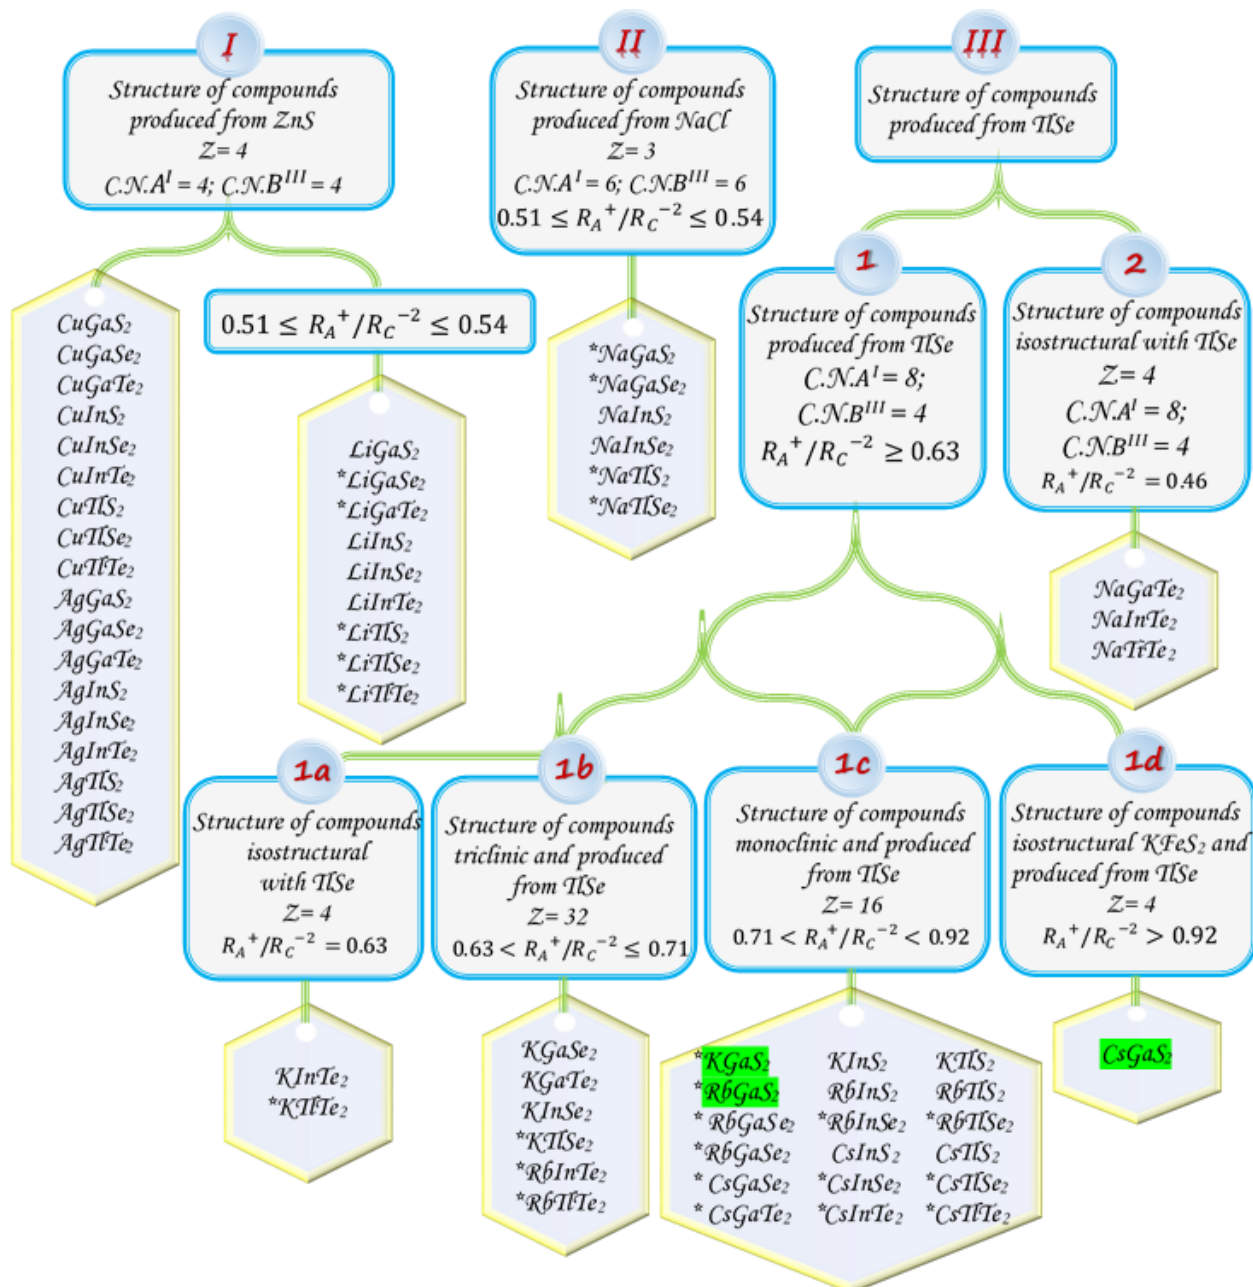 I
Structure of compounds
produced from ZnS
Z= 4
C.N.Aᴵ = 4; C.N.Bᴵᴵᴵ = 4
CuGaS₂
CuGaSe₂
CuGaTe₂
CuInS₂
CuInSe₂
CuInTe₂
CuTlS₂
CuTlSe₂
CuTlTe₂
AgGaS₂
AgGaSe₂
AgGaTe₂
AgInS₂
AgInSe₂
AgInTe₂
AgTlS₂
AgTlSe₂
AgTlTe₂
0.51 ≤ R_A⁺/R_C⁻² ≤ 0.54
LiGaS₂
*LiGaSe₂
*LiGaTe₂
LiInS₂
LiInSe₂
LiInTe₂
*LiTlS₂
*LiTlSe₂
*LiTlTe₂
II
Structure of compounds
produced from NaCl
Z= 3
C.N.Aᴵ = 6; C.N.Bᴵᴵᴵ = 6
0.51 ≤ R_A⁺/R_C⁻² ≤ 0.54
*NaGaS₂
*NaGaSe₂
NaInS₂
NaInSe₂
*NaTlS₂
*NaTlSe₂
III
Structure of compounds
produced from TlSe
1
Structure of compounds
produced from TlSe
C.N.Aᴵ = 8;
C.N.Bᴵᴵᴵ = 4
R_A⁺/R_C⁻² ≥ 0.63
2
Structure of compounds
isostructural with TlSe
Z= 4
C.N.Aᴵ = 8;
C.N.Bᴵᴵᴵ = 4
R_A⁺/R_C⁻² = 0.46
NaGaTe₂
NaInTe₂
NaTiTe₂
1a
Structure of compounds
isostructural
with TlSe
Z= 4
R_A⁺/R_C⁻² = 0.63
KInTe₂
*KTlTe₂
1b
Structure of compounds
triclinic and produced
from TlSe
Z= 32
0.63 < R_A⁺/R_C⁻² ≤ 0.71
KGaSe₂
KGaTe₂
KInSe₂
*KTlSe₂
*RbInTe₂
*RbTlTe₂
1c
Structure of compounds
monoclinic and produced
from TlSe
Z= 16
0.71 < R_A⁺/R_C⁻² < 0.92
*KGaS₂ KInS₂ KTlS₂
*RbGaS₂ RbInS₂ RbTlS₂
* RbGaSe₂ *RbInSe₂ *RbTlSe₂
*RbGaSe₂ CsInS₂ CsTlS₂
* CsGaSe₂ *CsInSe₂ *CsTlSe₂
* CsGaTe₂ *CsInTe₂ *CsTlTe₂
1d
Structure of compounds
isostructural KFeS₂ and
produced from TlSe
Z= 4
R_A⁺/R_C⁻² > 0.92
CsGaS₂